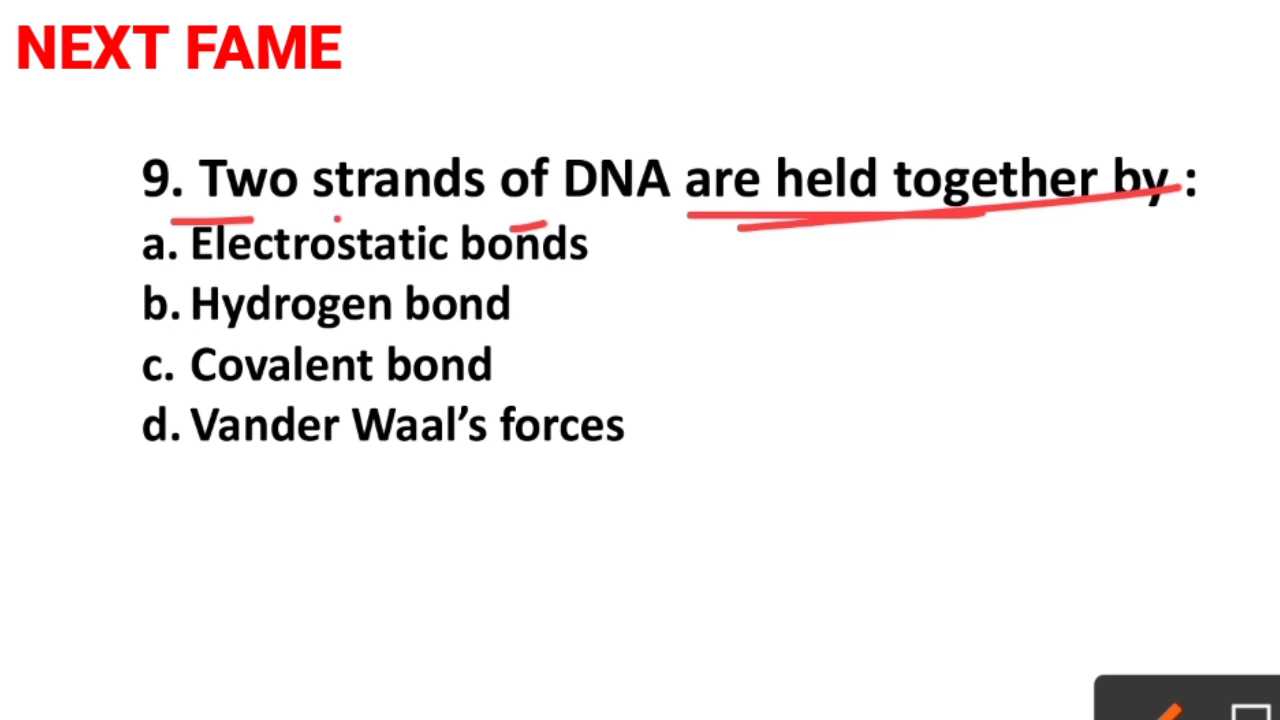 NEXT FAME
9. Two strands of DNA are held together by :
a. Electrostatic bonds
b. Hydrogen bond
c. Covalent bond
d. Vander Waal’s forces